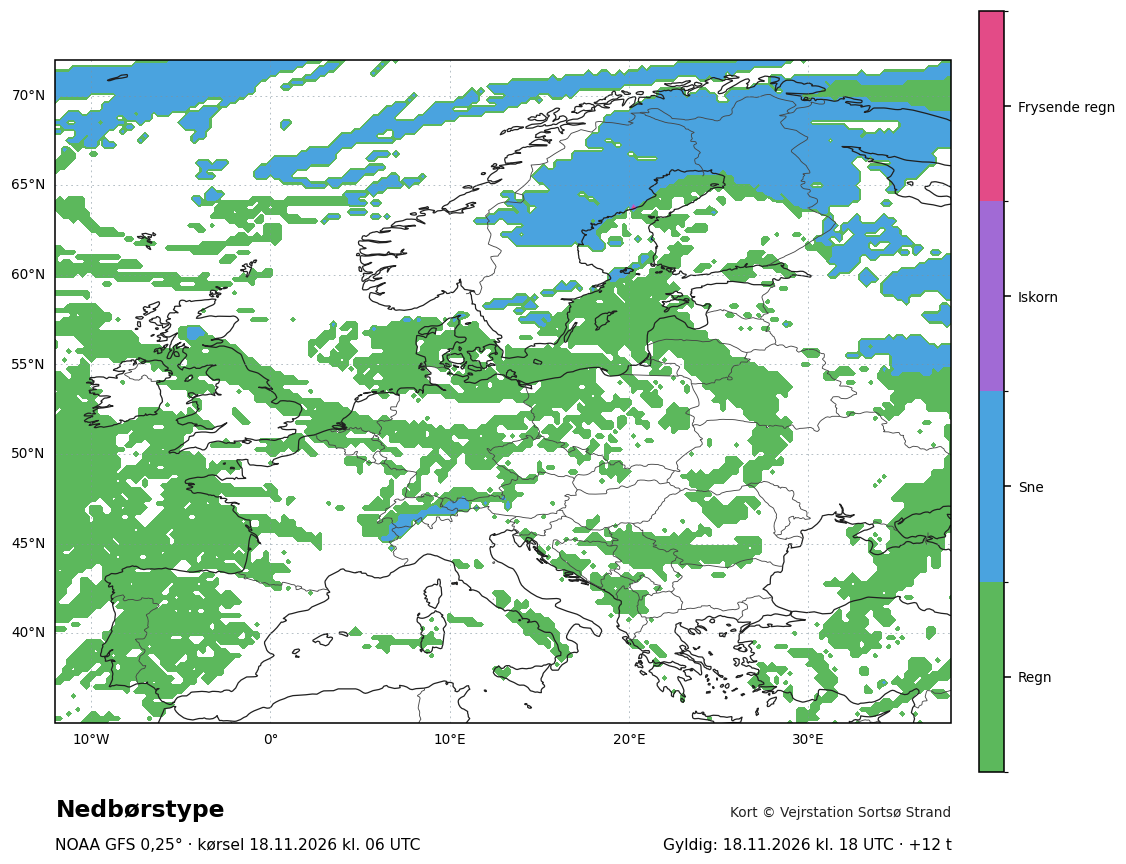 70°N
65°N
60°N
55°N
50°N
45°N
40°N
10°W
0°
10°E
20°E
30°E
Frysende regn
Iskorn
Sne
Regn
Nedbørstype
Kort © Vejrstation Sortsø Strand
NOAA GFS 0,25° · kørsel 18.11.2026 kl. 06 UTC
Gyldig: 18.11.2026 kl. 18 UTC · +12 t